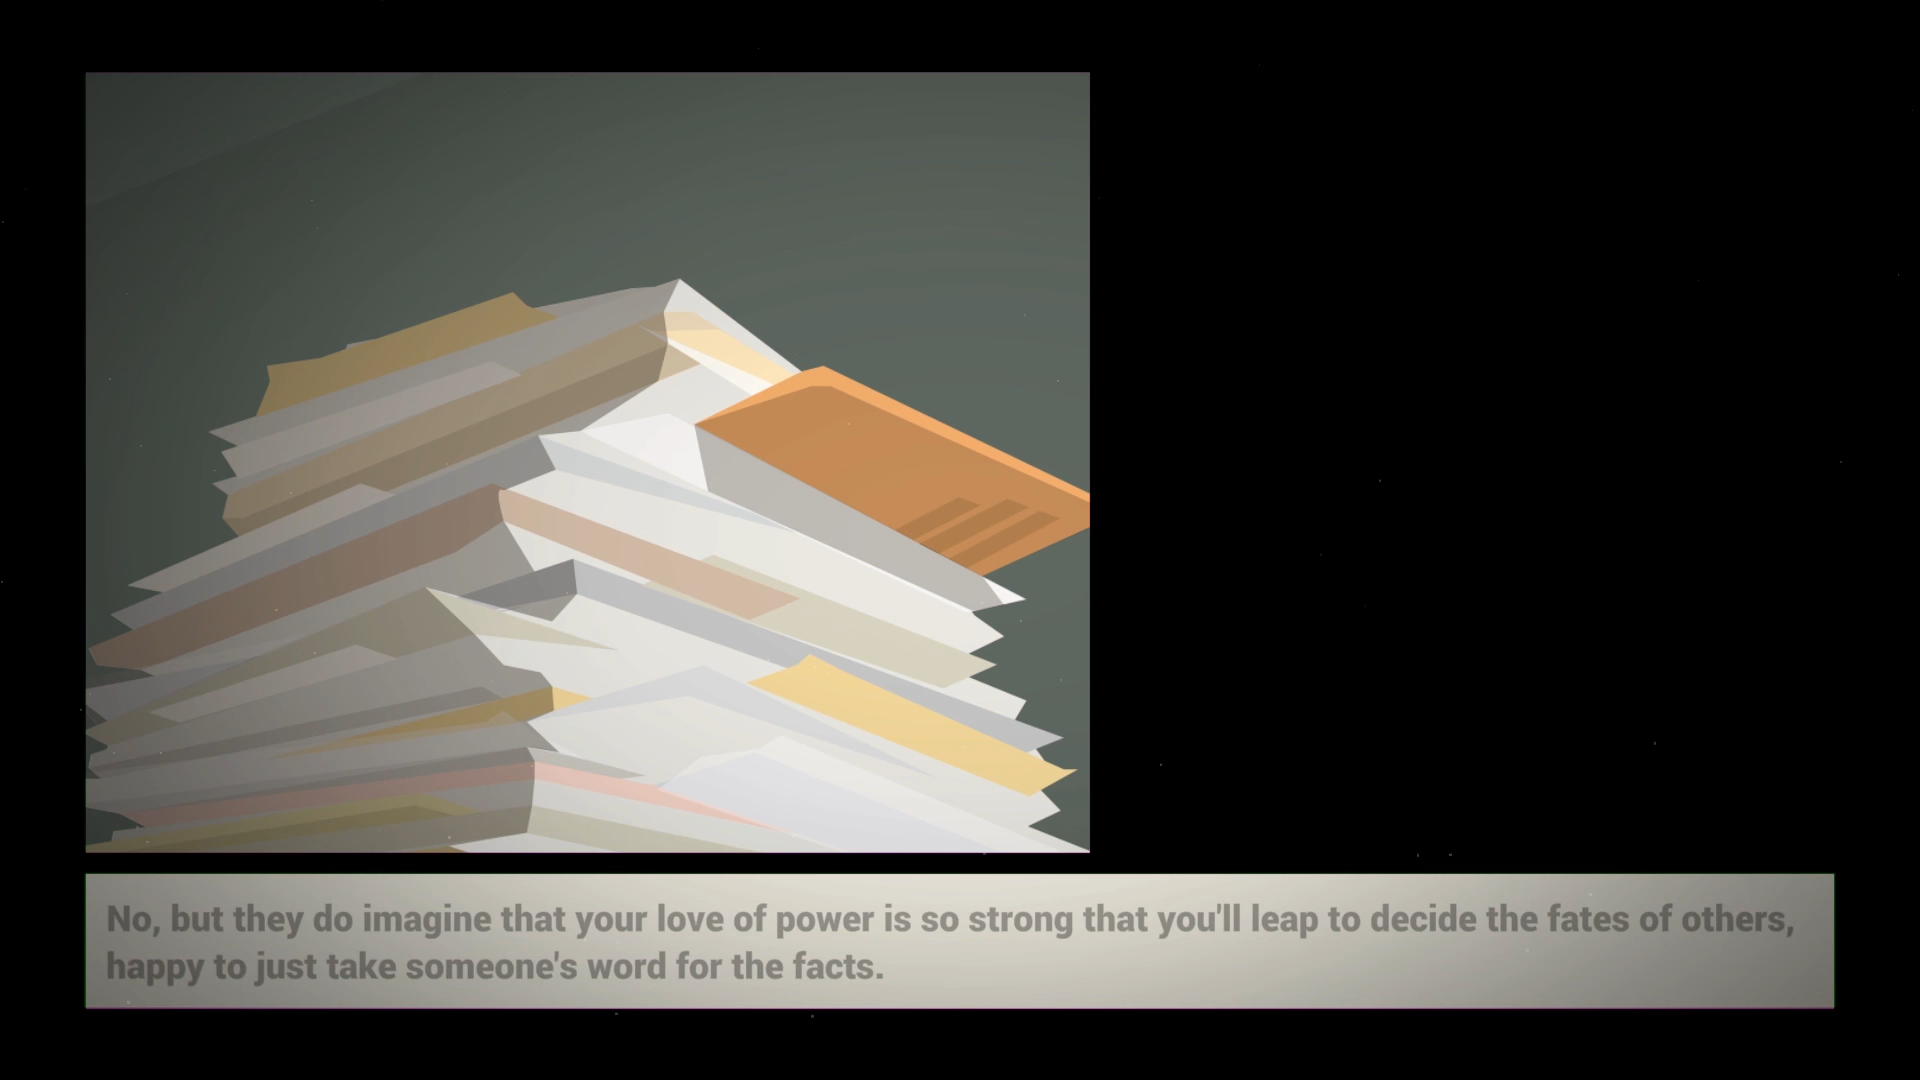 No, but they do imagine that your love of power is so strong that you'll leap to decide the fates of others,
happy to just take someone's word for the facts.